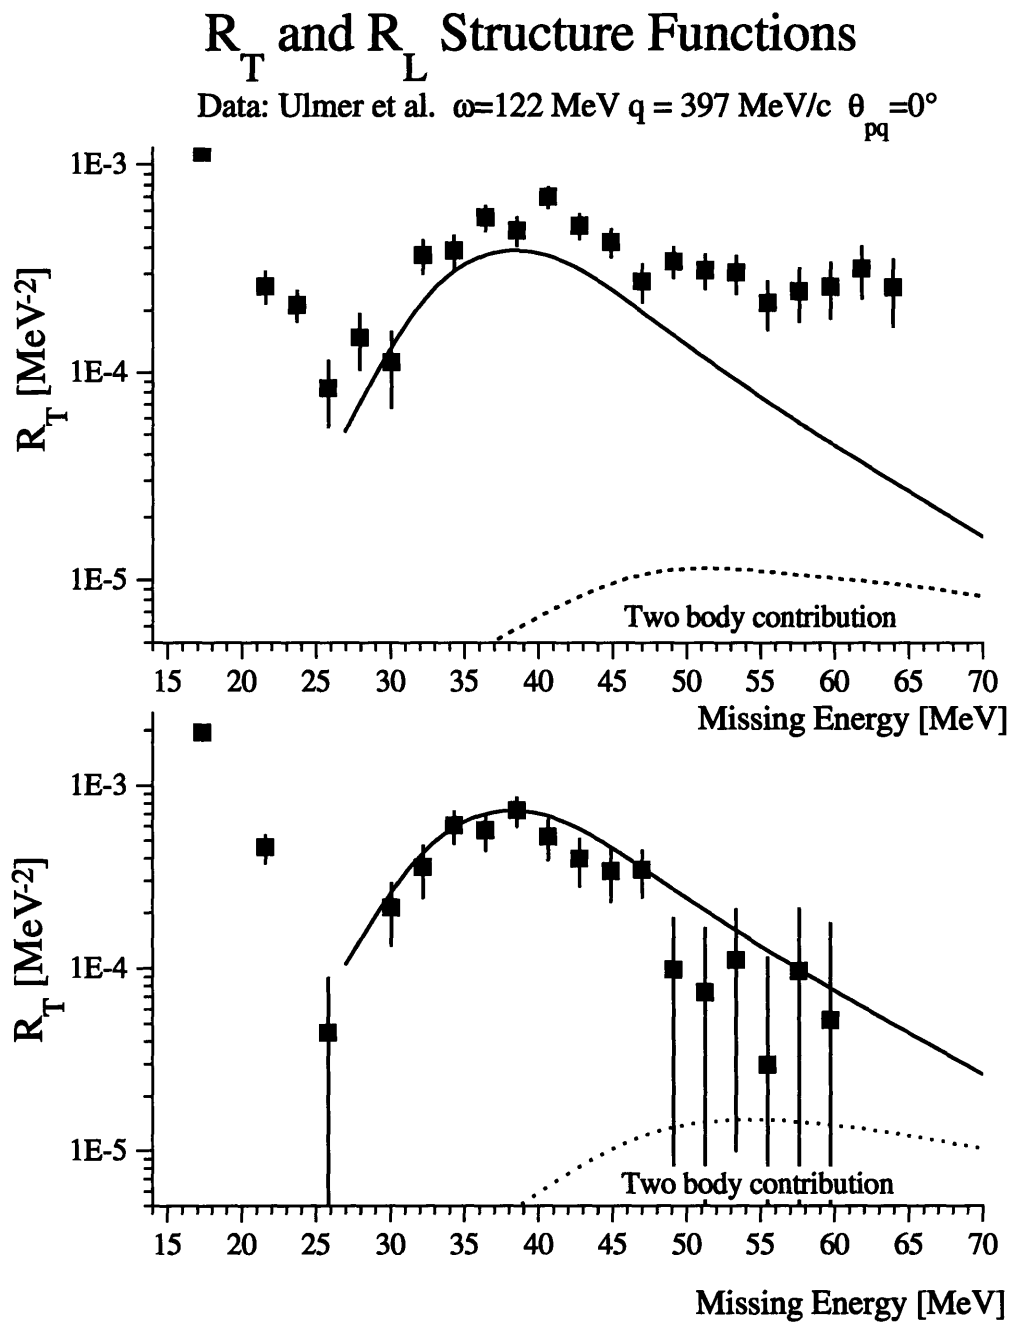 R_T and R_L Structure Functions
Data: Ulmer et al. ω=122 MeV q = 397 MeV/c θ_pq=0°
1E-3
1E-4
1E-5
R_T [MeV-2]
Two body contribution
15 20 25 30 35 40 45 50 55 60 65 70
Missing Energy [MeV]
1E-3
1E-4
1E-5
R_T [MeV-2]
Two body contribution
15 20 25 30 35 40 45 50 55 60 65 70
Missing Energy [MeV]